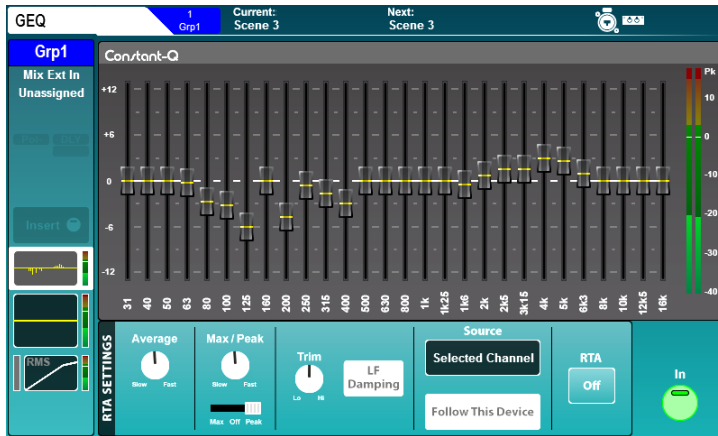 GEQ
1
Grp1
Current:
Scene 3
Next:
Scene 3
Grp1
Mix Ext In
Unassigned
Insert
RMS
Constant-Q
+12
+6
0
-6
-12
31 40 50 63 80 100 125 160 200 250 315 400 500 630 800 1k 1k25 1k6 2k 2k5 3k15 4k 5k 6k3 8k 10k 12k5 16k
Pk
10
0
-10
-20
-30
-40
RTA SETTINGS
Average
Slow Fast
Max / Peak
Slow Fast
Max Off Peak
Trim
Lo Hi
LF
Damping
Source
Selected Channel
Follow This Device
RTA
Off
In